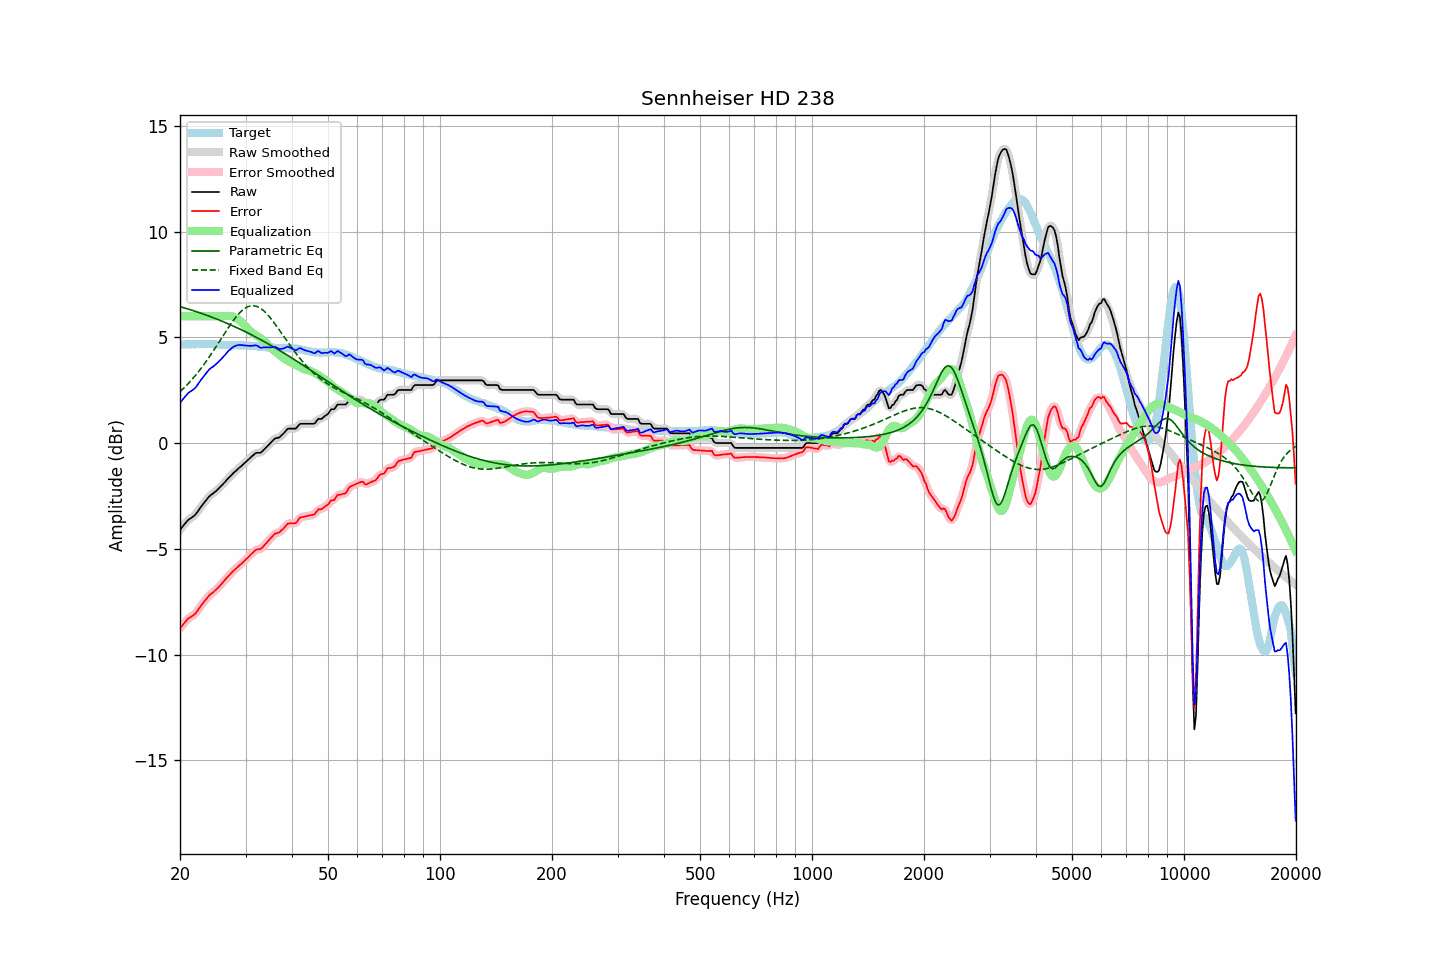 Sennheiser HD 238
15
10
5
0
−5
−10
−15
Amplitude (dBr)
Target
Raw Smoothed
Error Smoothed
Raw
Error
Equalization
Parametric Eq
Fixed Band Eq
Equalized
20
50
100
200
500
1000
2000
5000
10000
20000
Frequency (Hz)